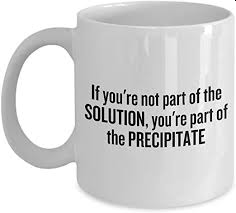 If you're not part of the
SOLUTION, you're part of
the PRECIPITATE